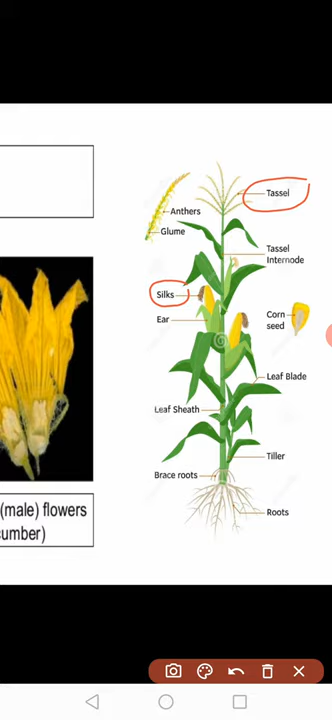 Tassel
Anthers
Glume
Tassel
Internode
Silks
Ear
Corn
seed
Leaf Blade
Leaf Sheath
Tiller
Brace roots
Roots
(male) flowers
umber)